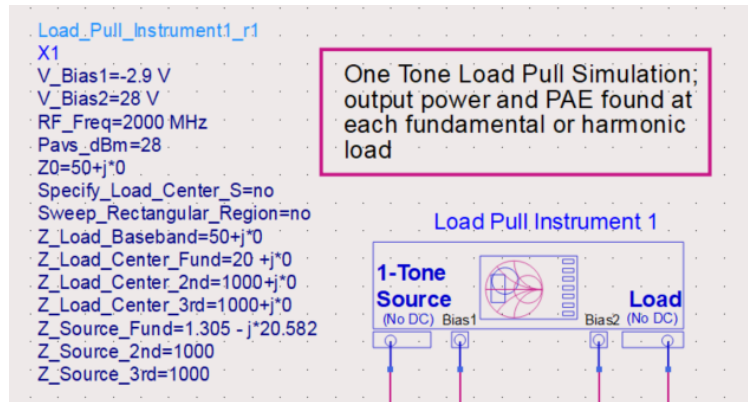 Load_Pull_Instrument1_r1
X1
V_Bias1=-2.9 V
V_Bias2=28 V
RF_Freq=2000 MHz
Pavs_dBm=28
Z0=50+j*0
Specify_Load_Center_S=no
Sweep_Rectangular_Region=no
Z_Load_Baseband=50+j*0
Z_Load_Center_Fund=20 +j*0
Z_Load_Center_2nd=1000+j*0
Z_Load_Center_3rd=1000+j*0
Z_Source_Fund=1.305 - j*20.582
Z_Source_2nd=1000
Z_Source_3rd=1000
One Tone Load Pull Simulation;
output power and PAE found at
each fundamental or harmonic
load
Load Pull Instrument 1
1-Tone
Source
(No DC)
Bias1
Bias2
Load
(No DC)